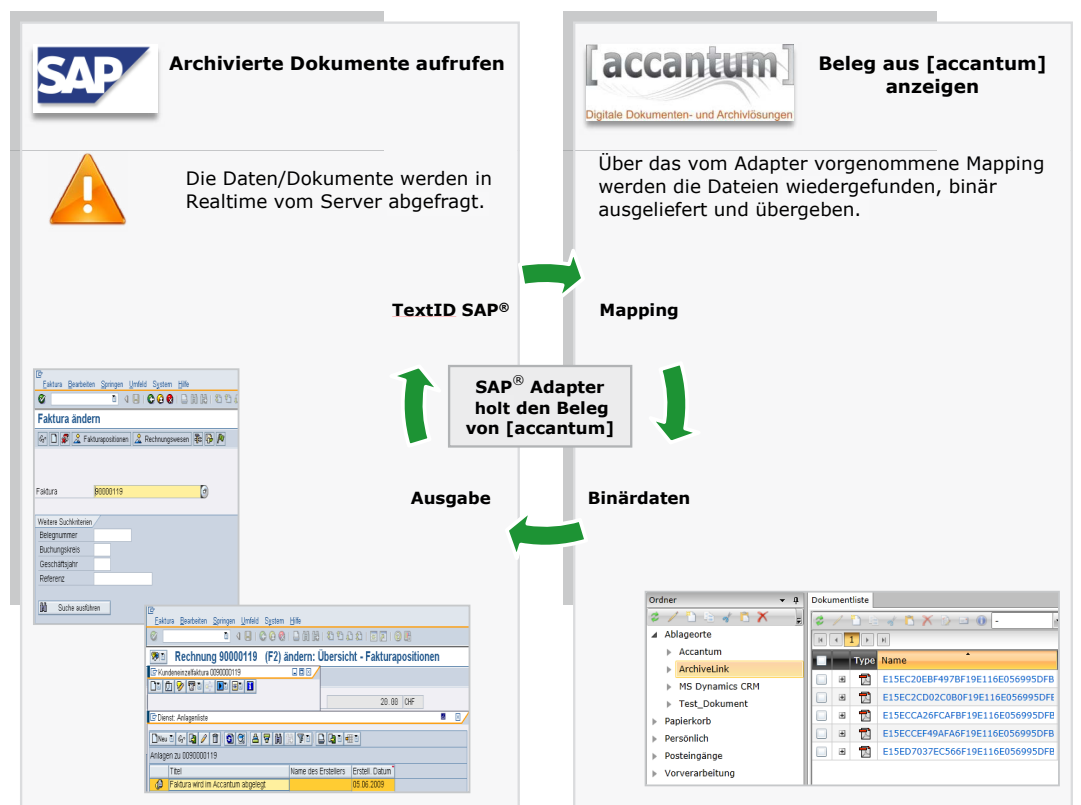 SAP
Archivierte Dokumente aufrufen
Die Daten/Dokumente werden in
Realtime vom Server abgefragt.
[accantum]
Digitale Dokumenten- und Archivlösungen
Beleg aus [accantum]
anzeigen
Über das vom Adapter vorgenommene Mapping
werden die Dateien wiedergefunden, binär
ausgeliefert und übergeben.
TextID SAP®
Mapping
SAP® Adapter
holt den Beleg
von [accantum]
Ausgabe
Binärdaten
Faktura Bearbeiten Springen Umfeld System Hilfe
Faktura ändern
Fakturapositionen Rechnungswesen
Faktura 90000119
Weitere Suchkriterien
Belegnummer
Buchungskreis
Geschäftsjahr
Referenz
Suche ausführen
Faktura Bearbeiten Springen Umfeld System Hilfe
Rechnung 90000119 (F2) ändern: Übersicht - Fakturapositionen
Kundeneinzelfaktura 0090000119
20.00 CHF
Dienst: Anlagenliste
Neu
Anlagen zu 0090000119
Titel Name des Erstellers Erstell. Datum
Faktura wird im Accantum abgelegt 05.06.2009
Ordner
Ablageorte
Accantum
ArchiveLink
MS Dynamics CRM
Test_Dokument
Papierkorb
Persönlich
Posteingänge
Vorverarbeitung
Dokumentliste
-
1
Type Name
E15EC20EBF497BF19E116E056995DFB
E15EC2CD02C0B0F19E116E056995DFE
E15ECCA26FCAFBF19E116E056995DFB
E15ECCEF49AFA6F19E116E056995DFB
E15ED7037EC566F19E116E056995DFB